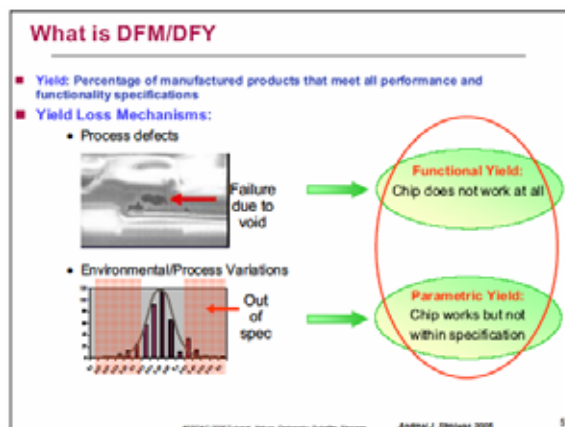 What is DFM/DFY
Yield: Percentage of manufactured products that meet all performance and
functionality specifications
Yield Loss Mechanisms:
• Process defects
Failure
due to
void
Functional Yield:
Chip does not work at all
• Environmental/Process Variations
Out
of
spec
Parametric Yield:
Chip works but not
within specification
5